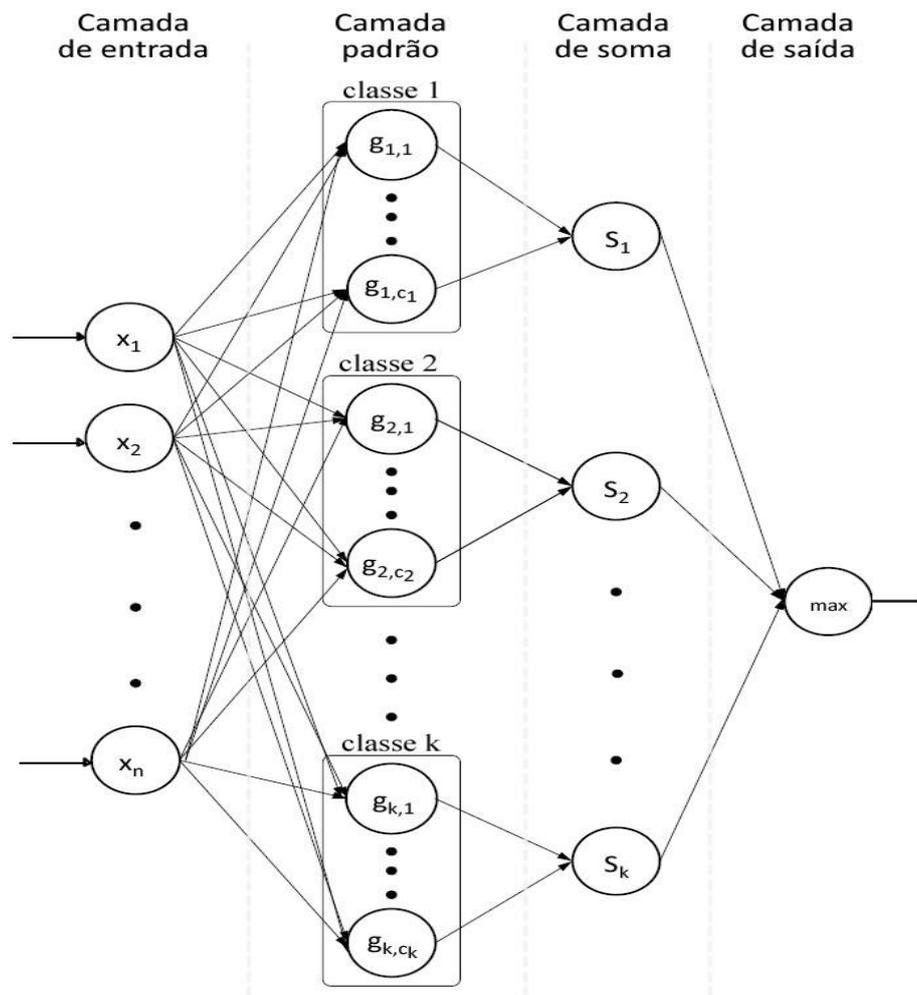 Camada
de entrada
Camada
padrão
Camada
de soma
Camada
de saída
classe 1
g1,1
g1,c1
S1
x1
classe 2
x2
g2,1
S2
g2,c2
max
classe k
xn
gk,1
Sk
gk,ck